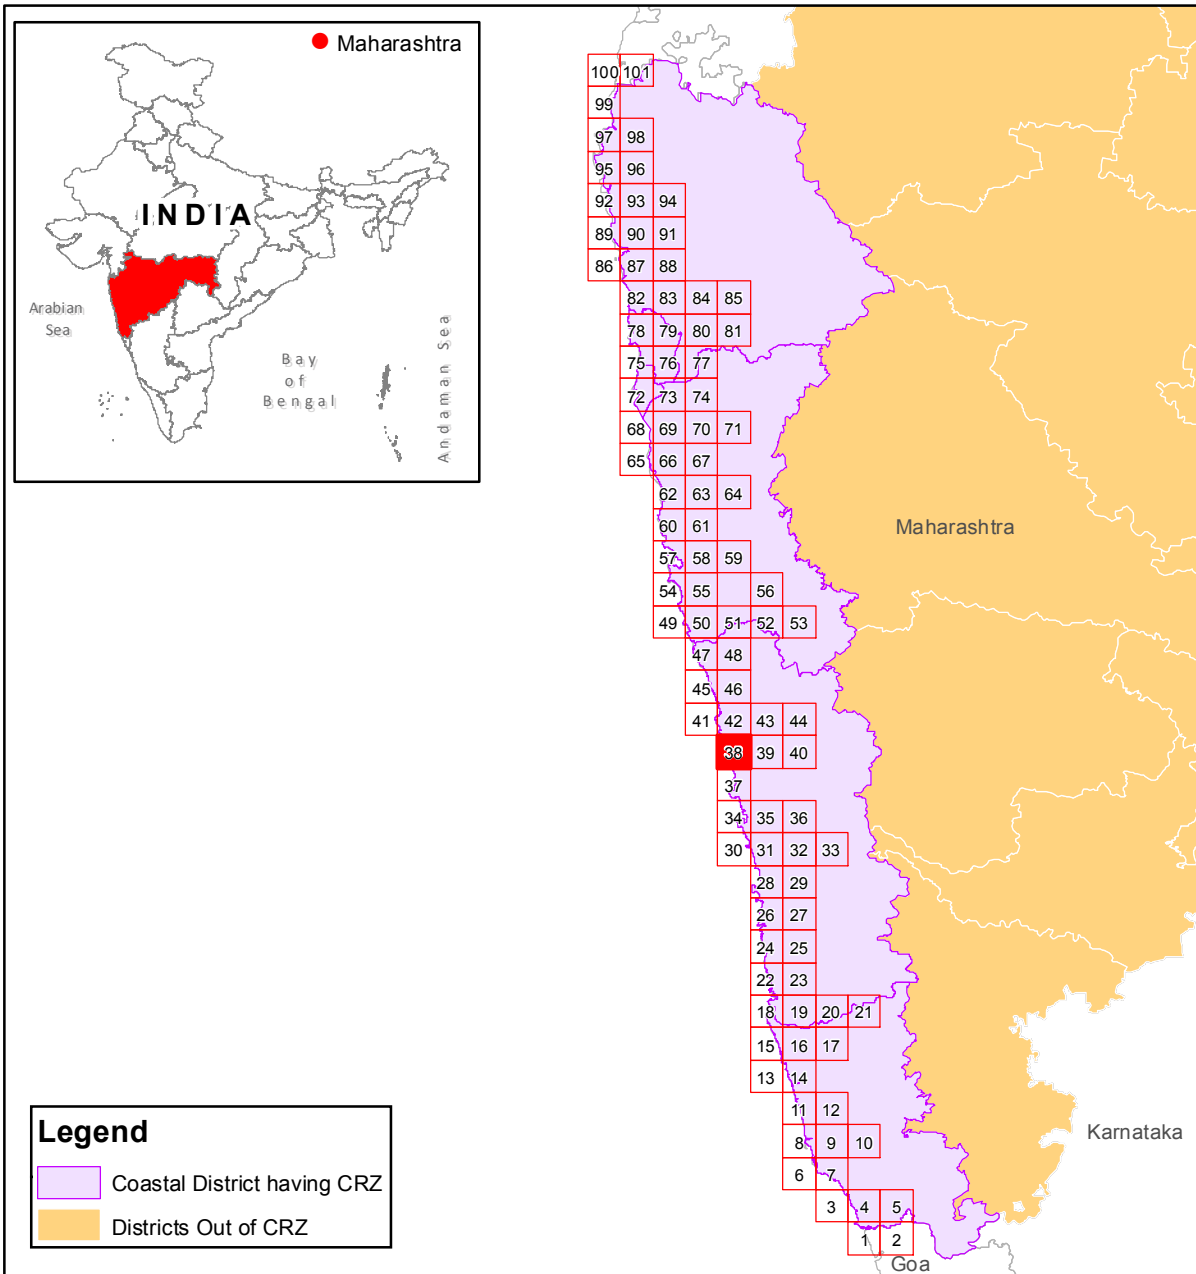 Maharashtra
INDIA
Arabian
Sea
Bay
of
Bengal
Andaman Sea
100 101
99
97 98
95 96
92 93 94
89 90 91
86 87 88
82 83 84 85
78 79 80 81
75 76 77
72 73 74
68 69 70 71
65 66 67
62 63 64
60 61
Maharashtra
57 58 59
54 55 56
49 50 51 52 53
47 48
45 46
41 42 43 44
38 39 40
37
34 35 36
30 31 32 33
28 29
26 27
24 25
22 23
18 19 20 21
15 16 17
13 14
11 12
8 9 10
Karnataka
6 7
3 4 5
1 2
Goa
Legend
Coastal District having CRZ
Districts Out of CRZ